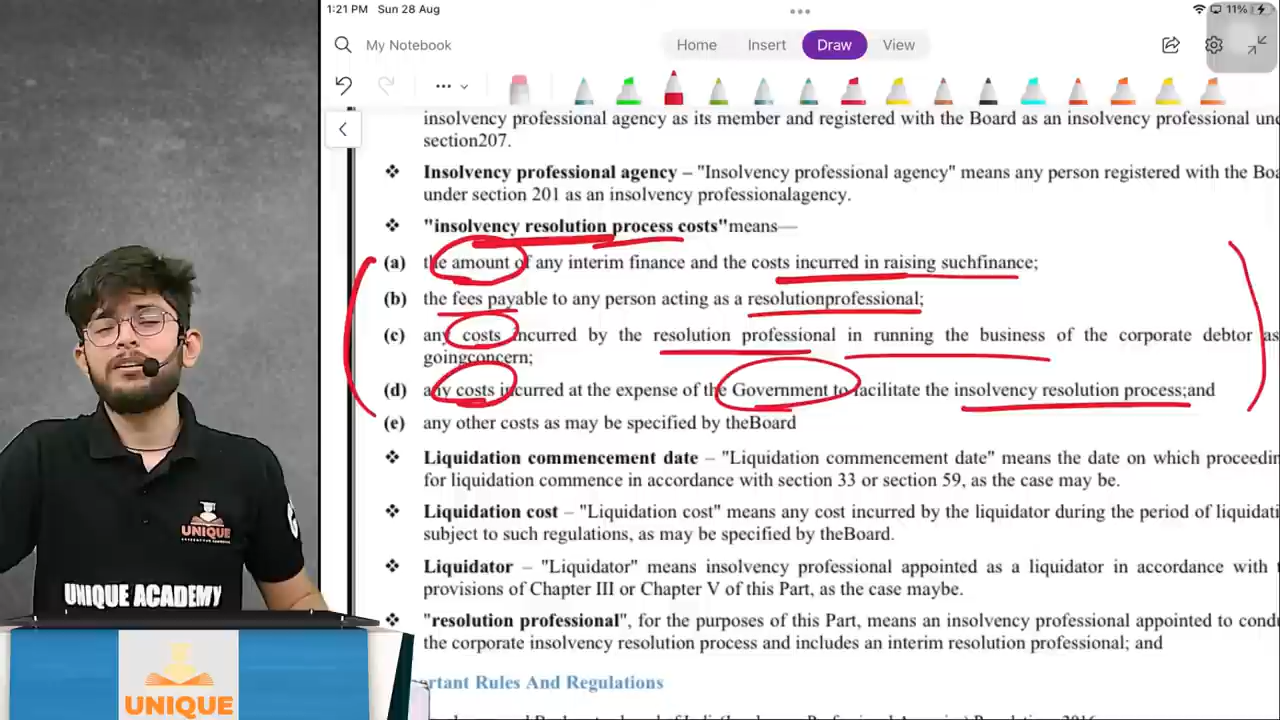 1:21 PM Sun 28 Aug
11%
My Notebook
Home Insert Draw View
insolvency professional agency as its member and registered with the Board as an insolvency professional
section207.
Insolvency professional agency – "Insolvency professional agency" means any person registered with the
under section 201 as an insolvency professionalagency.
"insolvency resolution process costs"means—
(a) the amount of any interim finance and the costs incurred in raising suchfinance;
(b) the fees payable to any person acting as a resolutionprofessional;
(c) any costs incurred by the resolution professional in running the business of the corporate debtor as
goingconcern;
(d) any costs incurred at the expense of the Government to facilitate the insolvency resolution process;and
(e) any other costs as may be specified by theBoard
Liquidation commencement date – "Liquidation commencement date" means the date on which
for liquidation commence in accordance with section 33 or section 59, as the case may be.
Liquidation cost – "Liquidation cost" means any cost incurred by the liquidator during the period of
subject to such regulations, as may be specified by theBoard.
Liquidator – "Liquidator" means insolvency professional appointed as a liquidator in accordance with
provisions of Chapter III or Chapter V of this Part, as the case maybe.
"resolution professional", for the purposes of this Part, means an insolvency professional appointed to
the corporate insolvency resolution process and includes an interim resolution professional; and
Rules And Regulations
UNIQUE
UNIQUE ACADEMY
UNIQUE